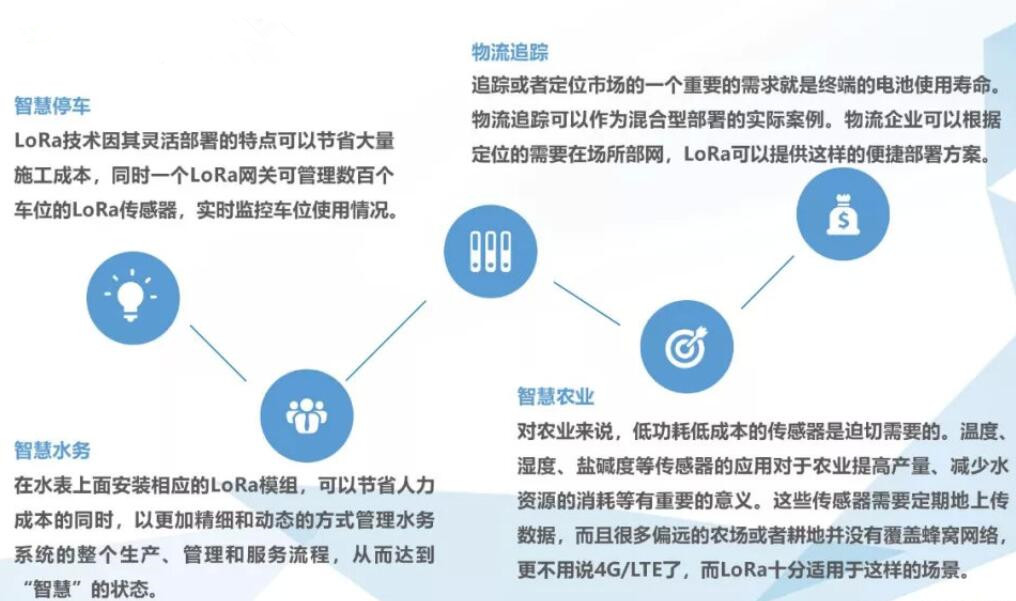 智慧停车
LoRa技术因其灵活部署的特点可以节省大量
施工成本，同时一个LoRa网关可管理数百个
车位的LoRa传感器，实时监控车位使用情况。
物流追踪
追踪或者定位市场的一个重要的需求就是终端的电池使用寿命。
物流追踪可以作为混合型部署的实际案例。物流企业可以根据
定位的需要在场所部网，LoRa可以提供这样的便捷部署方案。
$
智慧水务
在水表上面安装相应的LoRa模组，可以节省人力
成本的同时，以更加精细和动态的方式管理水务
系统的整个生产、管理和服务流程，从而达到
“智慧”的状态。
智慧农业
对农业来说，低功耗低成本的传感器是迫切需要的。温度、
湿度、盐碱度等传感器的应用对于农业提高产量、减少水
资源的消耗等有重要的意义。这些传感器需要定期地上传
数据，而且很多偏远的农场或者耕地并没有覆盖蜂窝网络，
更不用说4G/LTE了，而LoRa十分适用于这样的场景。